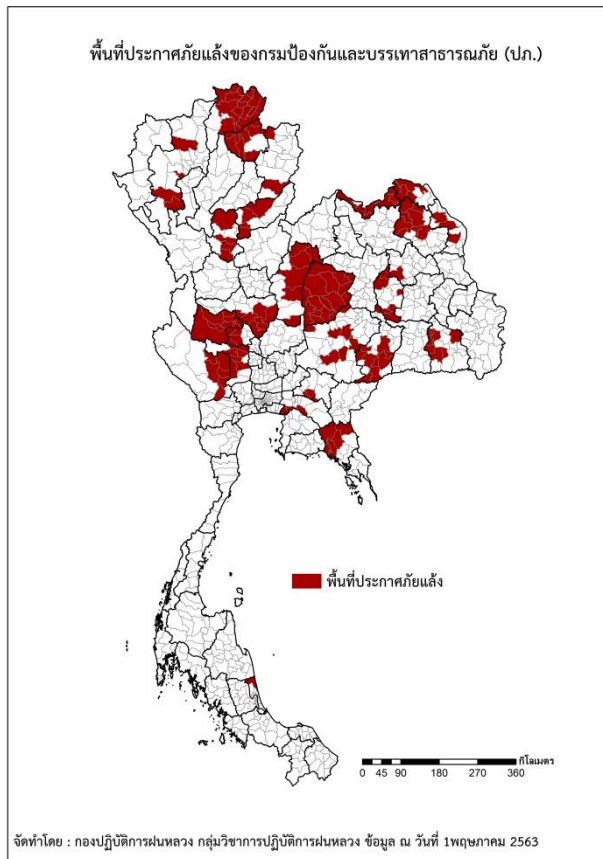 พื้นที่ประกาศภัยแล้งของกรมป้องกันและบรรเทาสาธารณภัย (ปภ.)
พื้นที่ประกาศภัยแล้ง
กิโลเมตร
0 45 90 180 270 360
จัดทำโดย : กองปฏิบัติการฝนหลวง กลุ่มวิชาการปฏิบัติการฝนหลวง ข้อมูล ณ วันที่ 1พฤษภาคม 2563